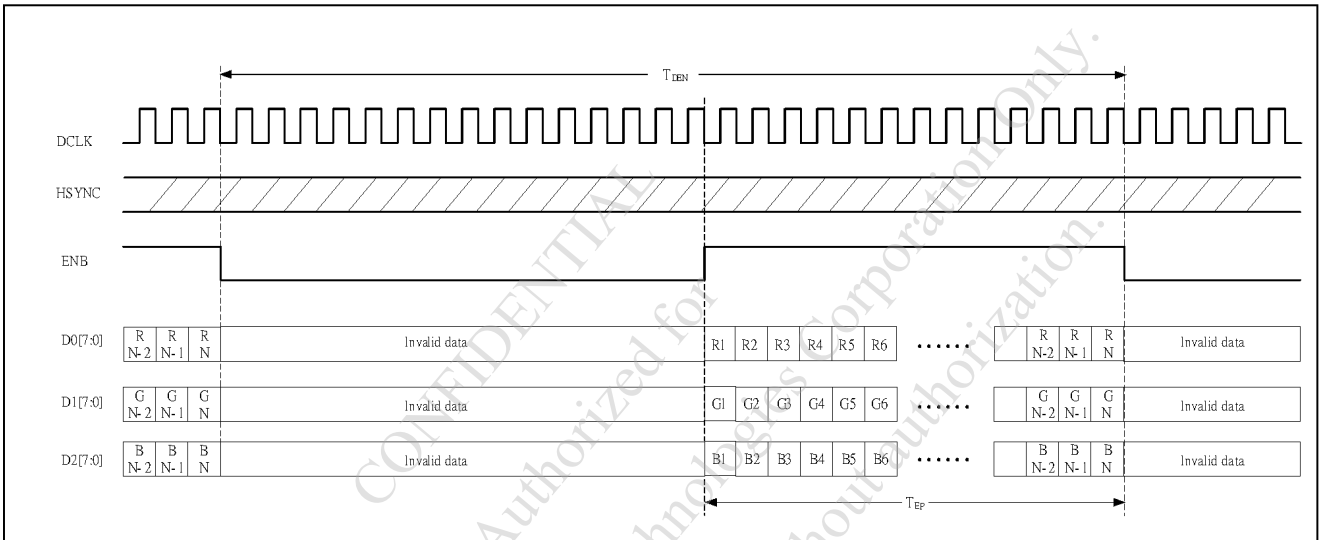 TDEN
DCLK
HSYNC
ENB
D0[7:0] R N-2 R N-1 R N Invalid data R1 R2 R3 R4 R5 R6 ...... R N-2 R N-1 R N Invalid data
D1[7:0] G N-2 G N-1 G N Invalid data G1 G2 G3 G4 G5 G6 ...... G N-2 G N-1 G N Invalid data
D2[7:0] B N-2 B N-1 B N Invalid data B1 B2 B3 B4 B5 B6 ...... B N-2 B N-1 B N Invalid data
TEP
CONFIDENTIAL
Authorized for
chnologies Corporation Only.
hout authorization.